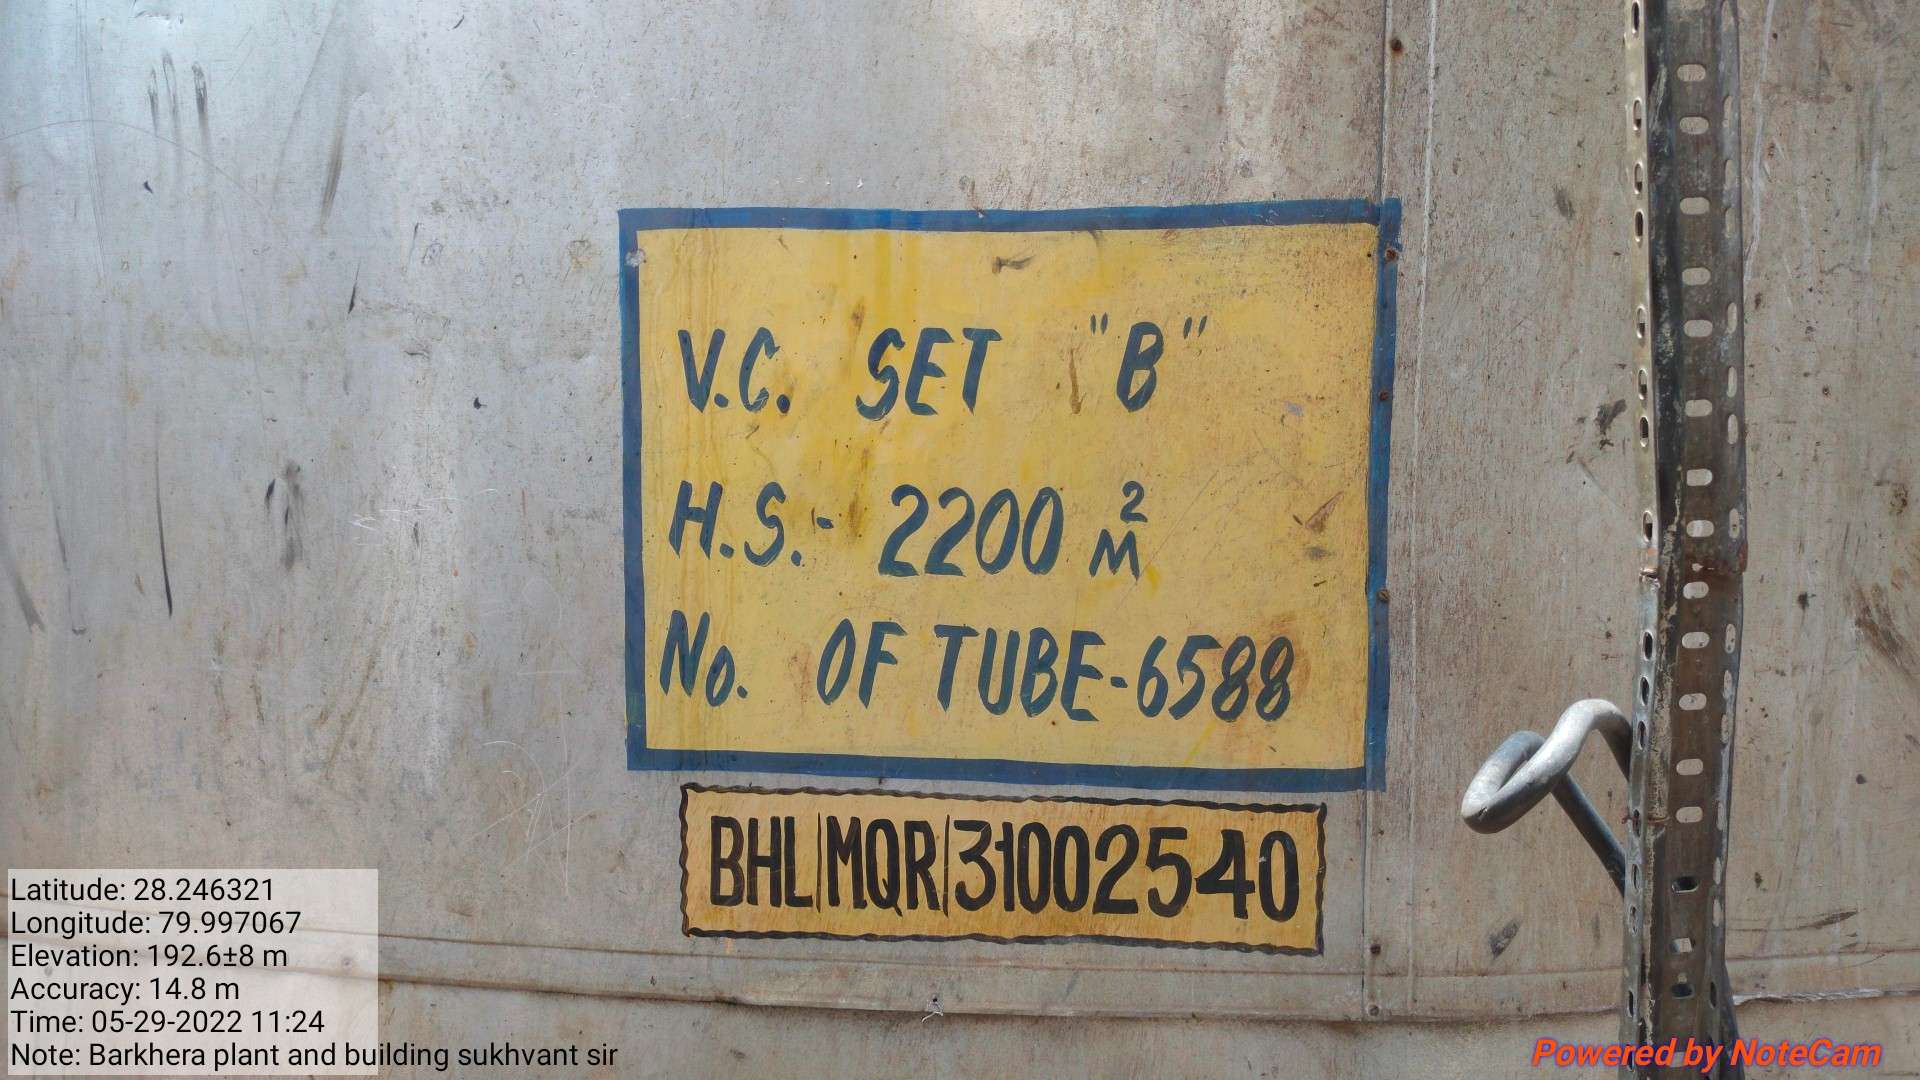 V.C. SET "B"
H.S.- 2200 M²
No. OF TUBE-6588
BHL|MQR|31002540
Latitude: 28.246321
Longitude: 79.997067
Elevation: 192.6±8 m
Accuracy: 14.8 m
Time: 05-29-2022 11:24
Note: Barkhera plant and building sukhvant sir
Powered by NoteCam